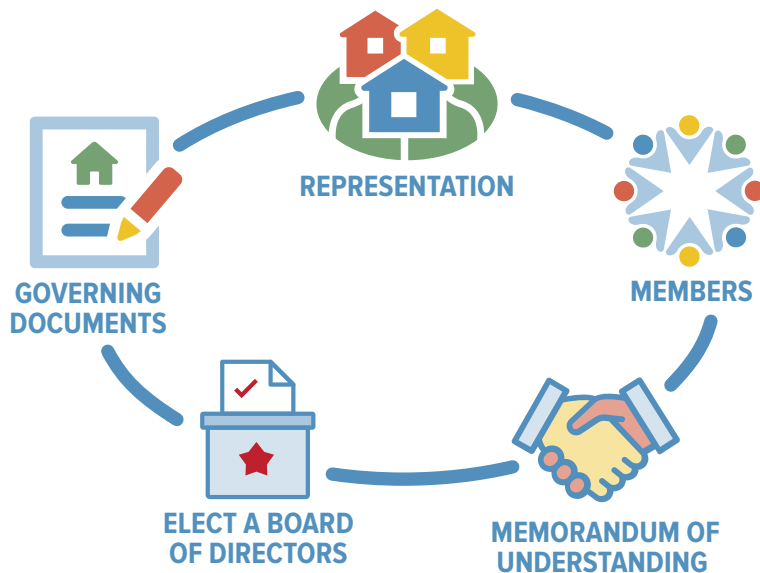 REPRESENTATION
MEMBERS
GOVERNING
DOCUMENTS
ELECT A BOARD
OF DIRECTORS
MEMORANDUM OF
UNDERSTANDING